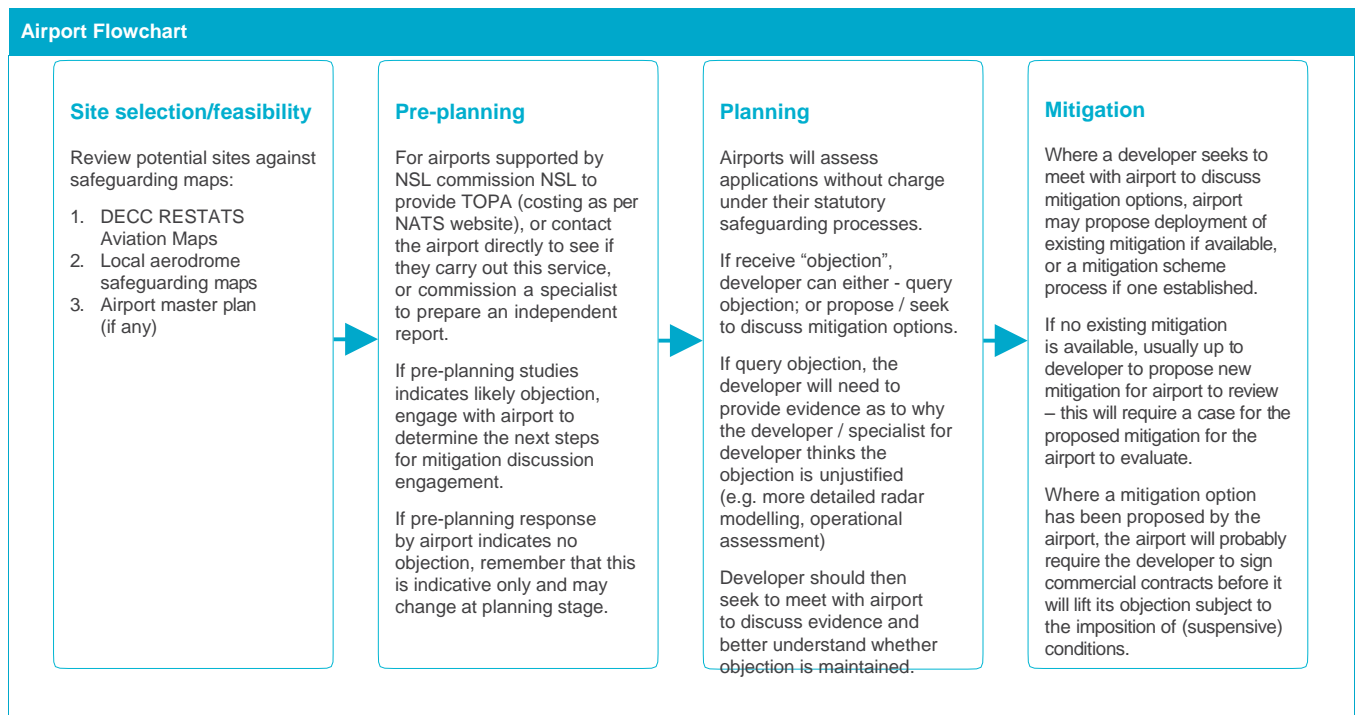 Airport Flowchart
Site selection/feasibility
Review potential sites against
safeguarding maps:
1. DECC RESTATS
Aviation Maps
2. Local aerodrome
safeguarding maps
3. Airport master plan
(if any)
Pre-planning
For airports supported by
NSL commission NSL to
provide TOPA (costing as per
NATS website), or contact
the airport directly to see if
they carry out this service,
or commission a specialist
to prepare an independent
report.
If pre-planning studies
indicates likely objection,
engage with airport to
determine the next steps
for mitigation discussion
engagement.
If pre-planning response
by airport indicates no
objection, remember that this
is indicative only and may
change at planning stage.
Planning
Airports will assess
applications without charge
under their statutory
safeguarding processes.
If receive “objection”,
developer can either - query
objection; or propose / seek
to discuss mitigation options.
If query objection, the
developer will need to
provide evidence as to why
the developer / specialist for
developer thinks the
objection is unjustified
(e.g. more detailed radar
modelling, operational
assessment)
Developer should then
seek to meet with airport
to discuss evidence and
better understand whether
objection is maintained.
Mitigation
Where a developer seeks to
meet with airport to discuss
mitigation options, airport
may propose deployment of
existing mitigation if available,
or a mitigation scheme
process if one established.
If no existing mitigation
is available, usually up to
developer to propose new
mitigation for airport to review
– this will require a case for the
proposed mitigation for the
airport to evaluate.
Where a mitigation option
has been proposed by the
airport, the airport will probably
require the developer to sign
commercial contracts before it
will lift its objection subject to
the imposition of (suspensive)
conditions.